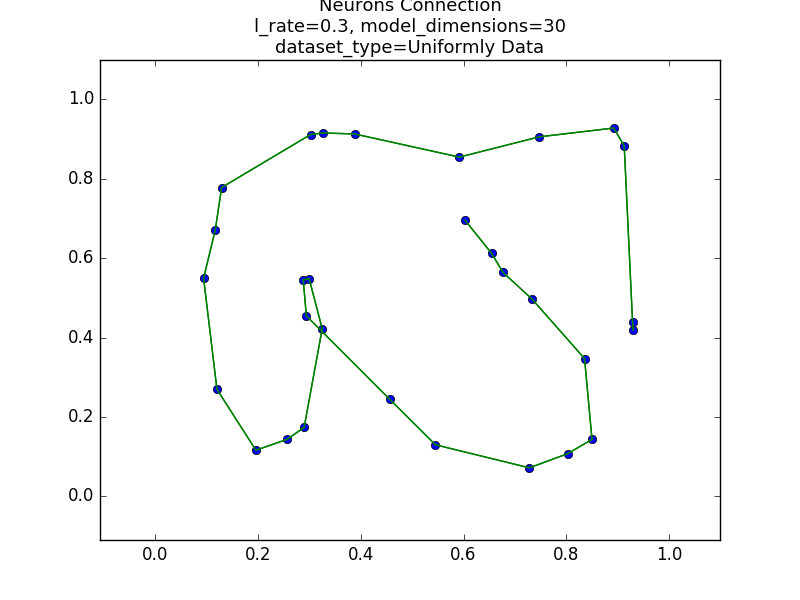 Neurons Connection
l_rate=0.3, model_dimensions=30
dataset_type=Uniformly Data
1.0
0.8
0.6
0.4
0.2
0.0
0.0 0.2 0.4 0.6 0.8 1.0